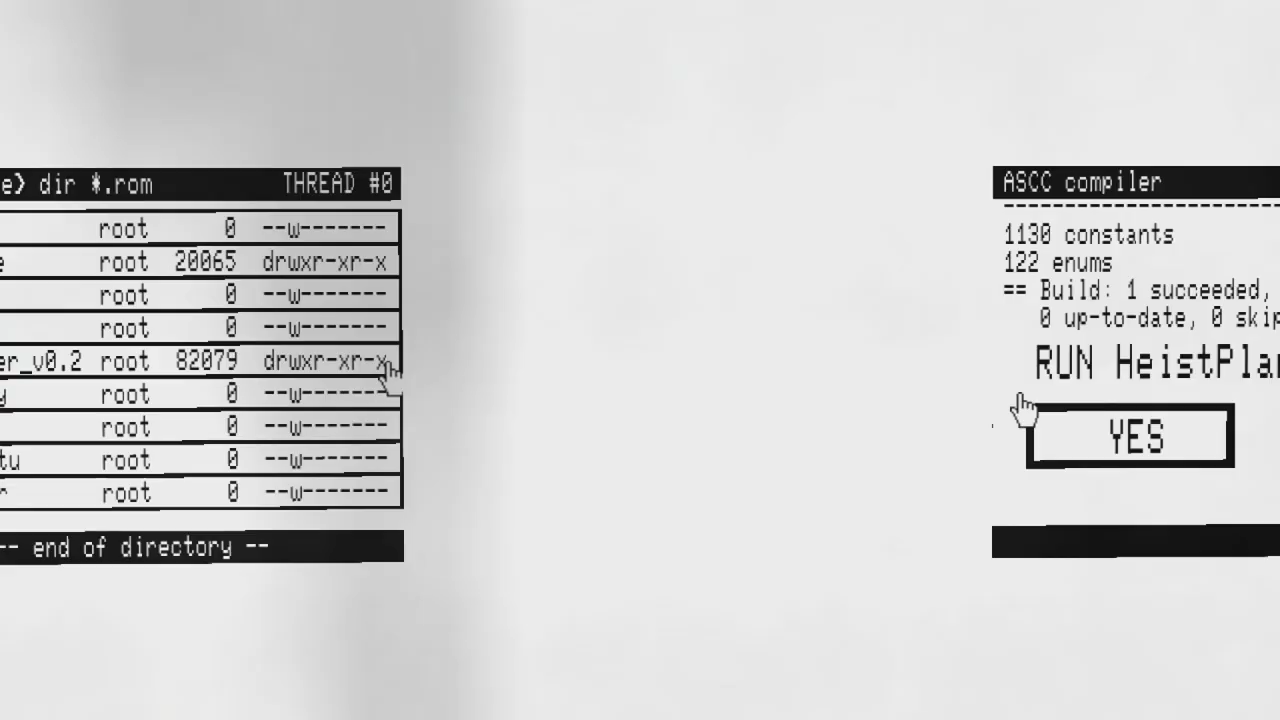 dir *.rom THREAD #0
root 0 --w-------
root 20065 drwxr-xr-x
root 0 --w-------
root 0 --w-------
er_v0.2 root 82079 drwxr-xr-x
root 0 --w-------
root 0 --w-------
tu root 0 --w-------
root 0 --w-------
-- end of directory --
ASCC compiler
1130 constants
122 enums
== Build: 1 succeeded,
0 up-to-date, 0 skip
RUN HeistPlan
YES